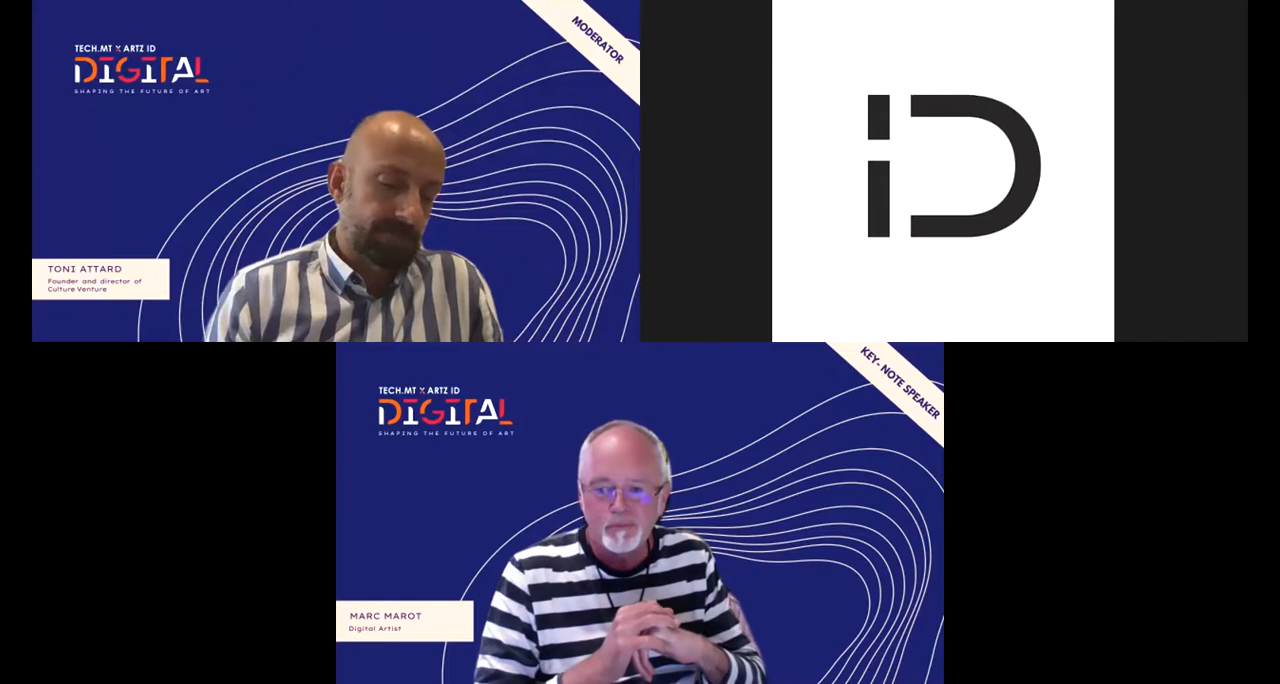 TECH.MT X ARTZ ID
DIGITAL
SHAPING THE FUTURE OF ART
MODERATOR
TONI ATTARD
Founder and director of
Culture Venture
iD
TECH.MT X ARTZ ID
DIGITAL
SHAPING THE FUTURE OF ART
KEY-NOTE SPEAKER
MARC MAROT
Digital Artist